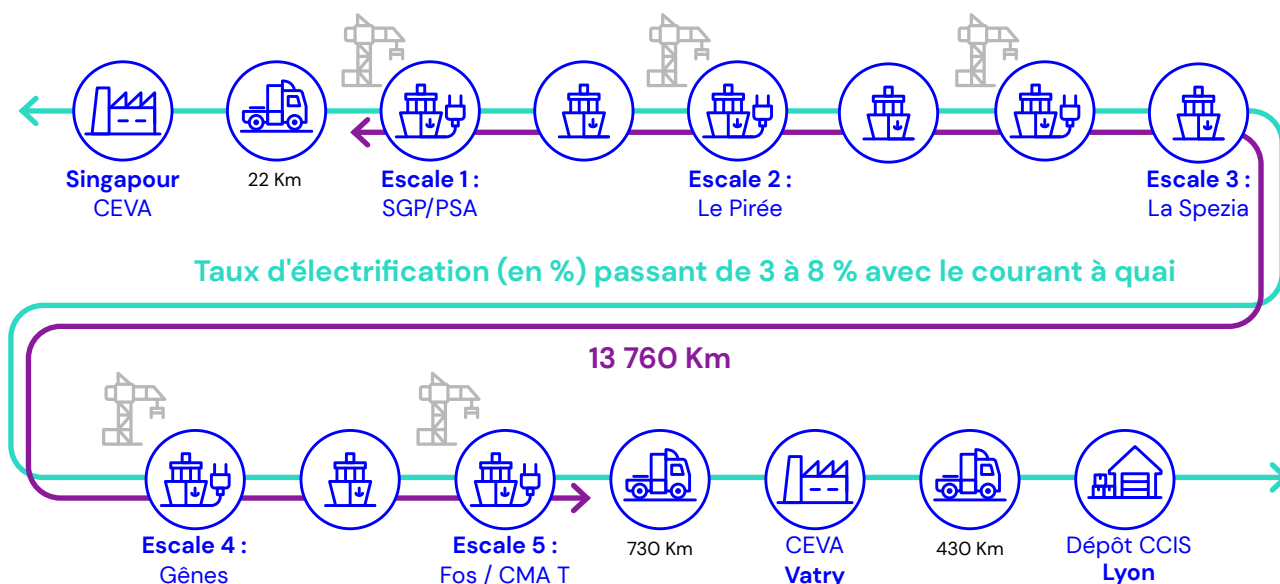 Singapour
CEVA
22 Km
Escale 1 :
SGP/PSA
Escale 2 :
Le Pirée
Escale 3 :
La Spezia
Taux d'électrification (en %) passant de 3 à 8 % avec le courant à quai
13 760 Km
Escale 4 :
Gênes
Escale 5 :
Fos / CMA T
730 Km
CEVA
Vatry
430 Km
Dépôt CCIS
Lyon